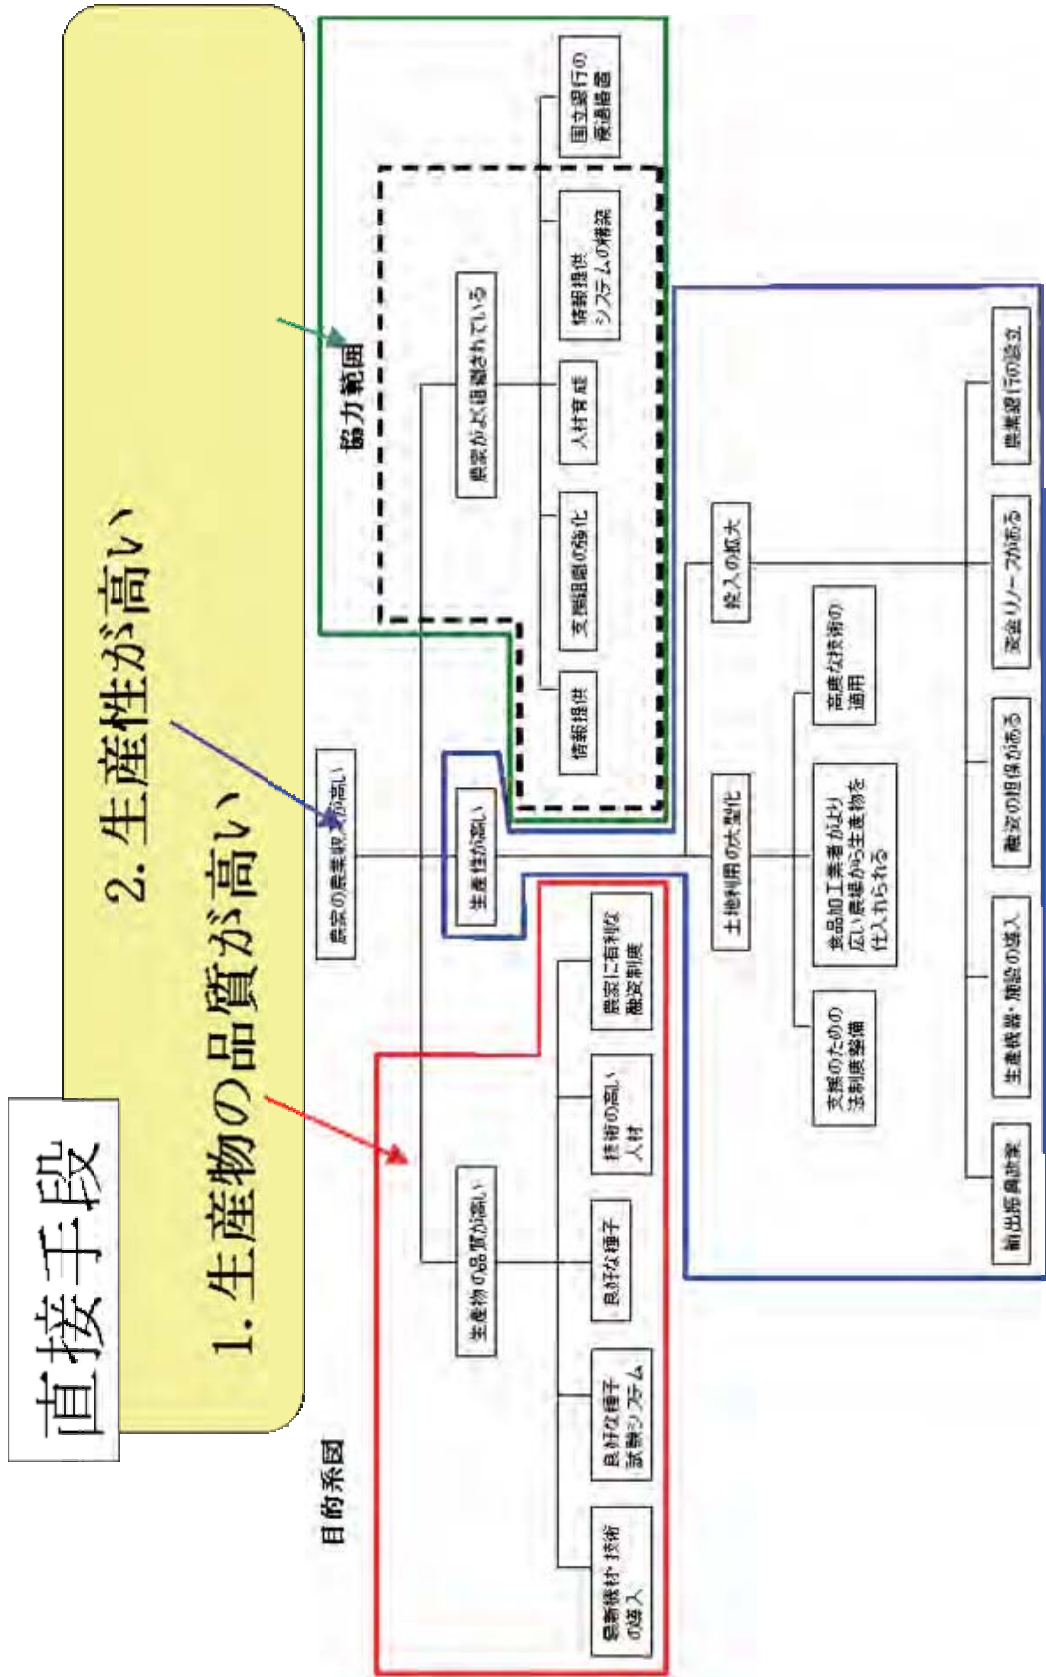 直接手段
1. 生産物の品質が高い
2. 生産性が高い
目的系図
協力範囲
農家の農業収入が高い
生産物の品質が高い
生産性が高い
農家がよく組織されている
最新機材・技術
の導入
良好な種子
試験システム
良好な種子
技術の高い
人材
農家に有利な
融資制度
情報提供
支援組織の強化
人材育成
情報提供
システムの構築
国立銀行の
土地利用の大型化
投入の拡大
支援のための
法制度整備
食品加工業者がより
広い農場から生産物を
仕入れられる
高度な技術の
適用
輸出振興政策
生産機器・施設の導入
融資の担保がある
資金リソースがある
農業銀行の設立